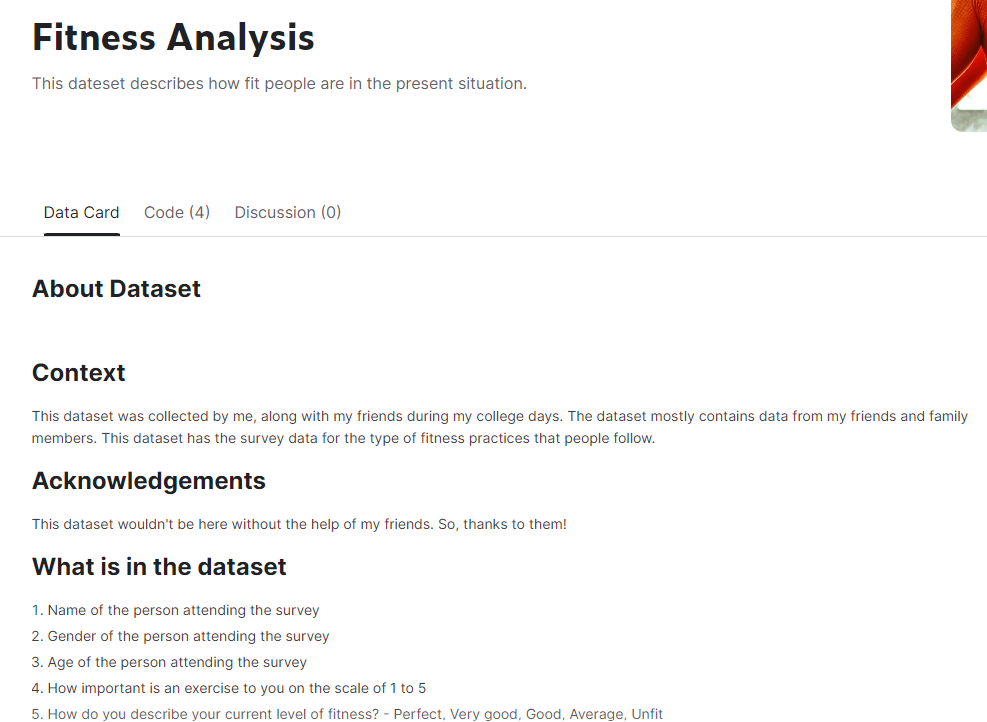 Fitness Analysis
This dateset describes how fit people are in the present situation.
Data Card Code (4) Discussion (0)
About Dataset
Context
This dataset was collected by me, along with my friends during my college days. The dataset mostly contains data from my friends and family
members. This dataset has the survey data for the type of fitness practices that people follow.
Acknowledgements
This dataset wouldn't be here without the help of my friends. So, thanks to them!
What is in the dataset
1. Name of the person attending the survey
2. Gender of the person attending the survey
3. Age of the person attending the survey
4. How important is an exercise to you on the scale of 1 to 5
5. How do you describe your current level of fitness? - Perfect, Very good, Good, Average, Unfit